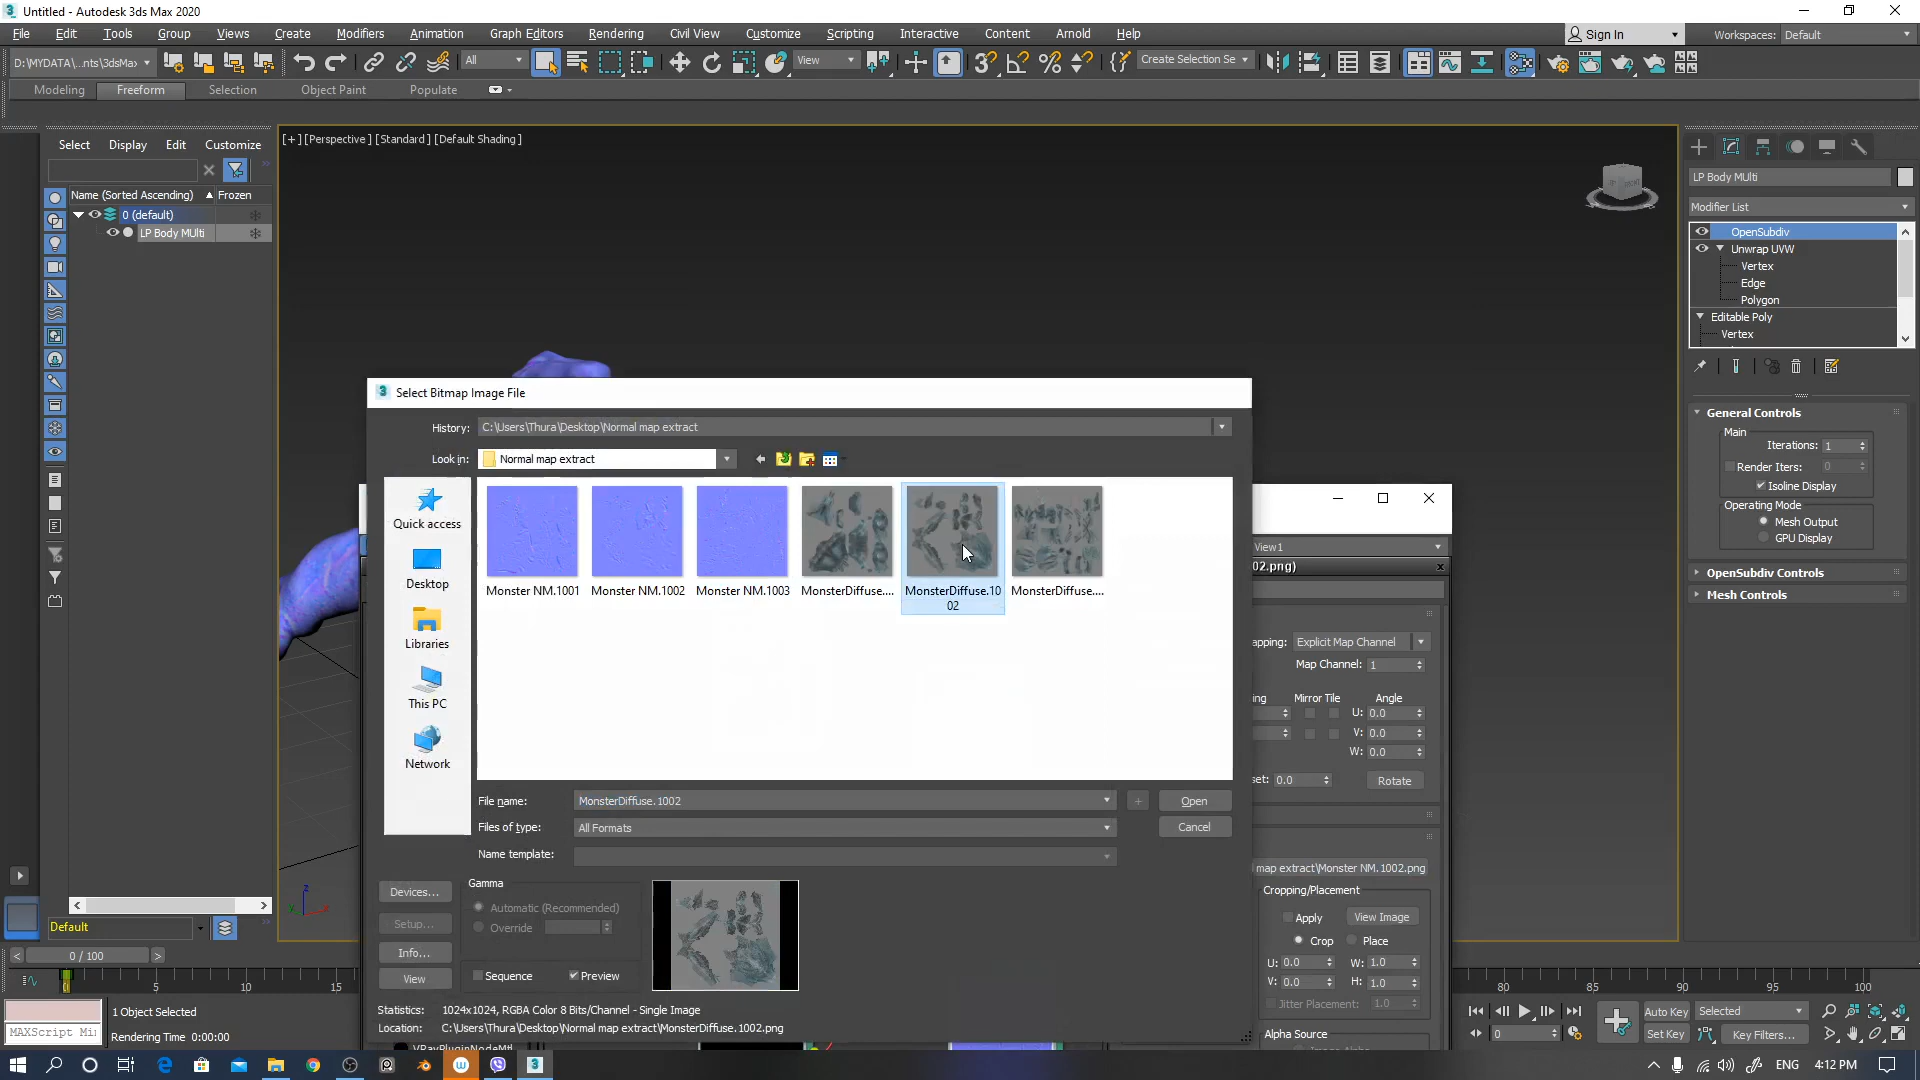 Untitled - Autodesk 3ds Max 2020
File Edit Tools Group Views Create Modifiers Animation Graph Editors Rendering Civil View Customize Scripting Interactive Content Arnold Help
Sign In
Workspaces: Default
D:\MYDATA\...nts\3dsMax
All
View
Create Selection Se
Modeling Freeform Selection Object Paint Populate
Select Display Edit Customize
[+] [Perspective] [Standard] [Default Shading]
Name (Sorted Ascending) Frozen
0 (default)
LP Body MUlti
LP Body MUlti
Modifier List
OpenSubdiv
Unwrap UVW
Vertex
Edge
Polygon
Editable Poly
Vertex
General Controls
Main
Iterations: 1
Render Iters: 0
Isoline Display
Operating Mode
Mesh Output
GPU Display
OpenSubdiv Controls
Mesh Controls
Select Bitmap Image File
History: C:\Users\Thura\Desktop\Normal map extract
Look in: Normal map extract
Quick access
Desktop
Libraries
This PC
Network
Monster NM.1001
Monster NM.1002
Monster NM.1003
MonsterDiffuse....
MonsterDiffuse.10
02
MonsterDiffuse....
File name: MonsterDiffuse.1002
Open
Files of type: All Formats
Cancel
Name template:
Devices...
Setup...
Info...
View
Gamma
Automatic (Recommended)
Override
Sequence
Preview
Statistics: 1024x1024, RGBA Color 8 Bits/Channel - Single Image
Location: C:\Users\Thura\Desktop\Normal map extract\MonsterDiffuse.1002.png
View1
02.png)
apping: Explicit Map Channel
Map Channel: 1
ing Mirror Tile Angle
U: 0.0
V: 0.0
W: 0.0
set: 0.0
Rotate
map extract\Monster NM.1002.png
Cropping/Placement
Apply
View Image
Crop
Place
U: 0.0 W: 1.0
V: 0.0 H: 1.0
Jitter Placement: 1.0
Alpha Source
VRayPluginNodeMtl
Default
0 / 100
5 10 15 80 85 90 95 100
1 Object Selected
MAXScript Mi
Rendering Time 0:00:00
0
Auto Key
Selected
Set Key
Key Filters...
ENG
4:12 PM